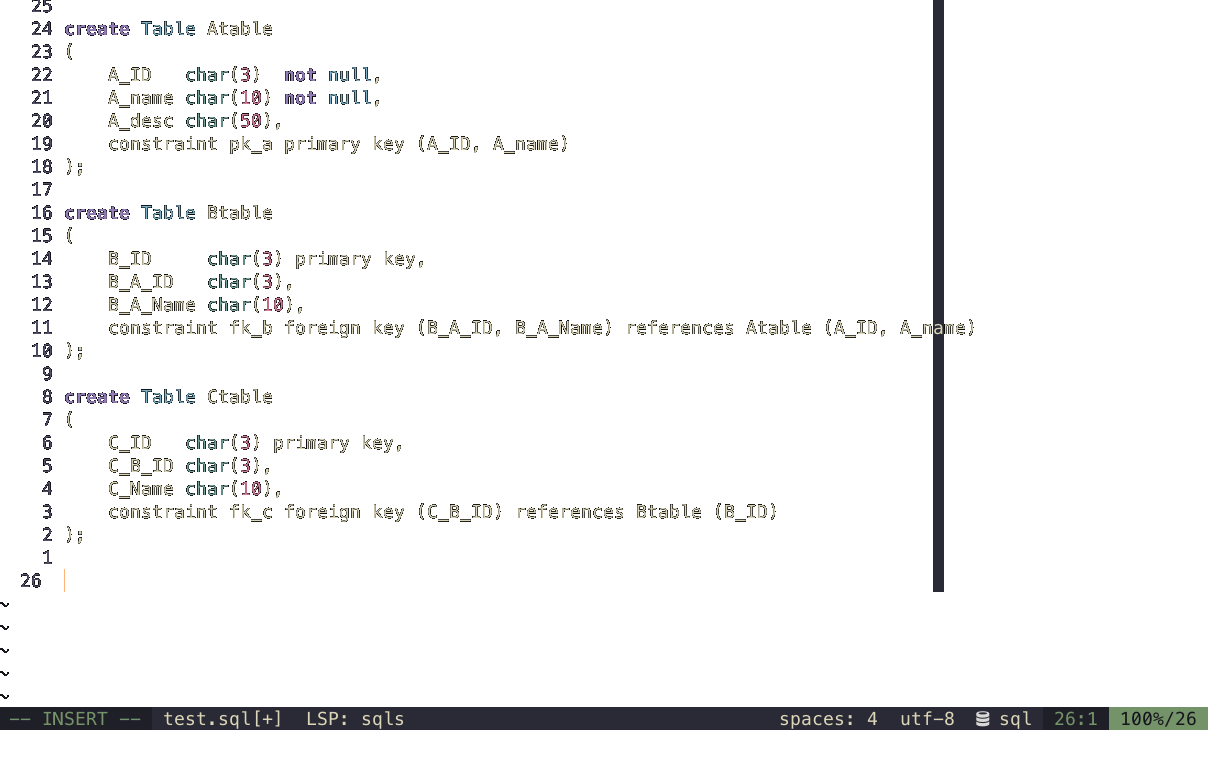 25
24 create Table Atable
23 (
22     A_ID   char(3)  not null,
21     A_name char(10) not null,
20     A_desc char(50),
19     constraint pk_a primary key (A_ID, A_name)
18 );
17
16 create Table Btable
15 (
14     B_ID     char(3) primary key,
13     B_A_ID   char(3),
12     B_A_Name char(10),
11     constraint fk_b foreign key (B_A_ID, B_A_Name) references Atable (A_ID, A_name)
10 );
9
8 create Table Ctable
7 (
6     C_ID   char(3) primary key,
5     C_B_ID char(3),
4     C_Name char(10),
3     constraint fk_c foreign key (C_B_ID) references Btable (B_ID)
2 );
1
26
~
~
~
~
~
-- INSERT -- test.sql[+] LSP: sqls spaces: 4 utf-8 sql 26:1 100%/26